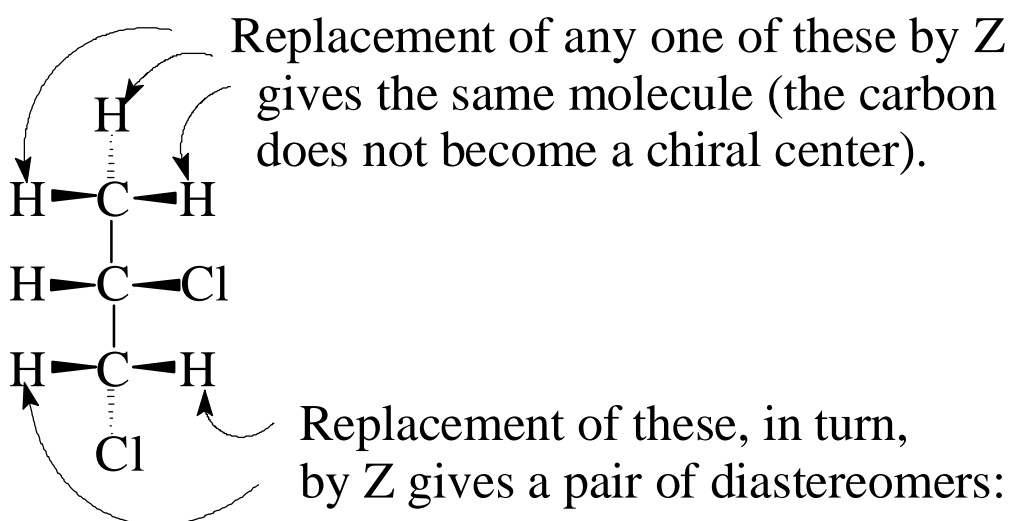 Replacement of any one of these by Z
gives the same molecule (the carbon
does not become a chiral center).
H
H C H
H C Cl
H C H
Cl
Replacement of these, in turn,
by Z gives a pair of diastereomers: